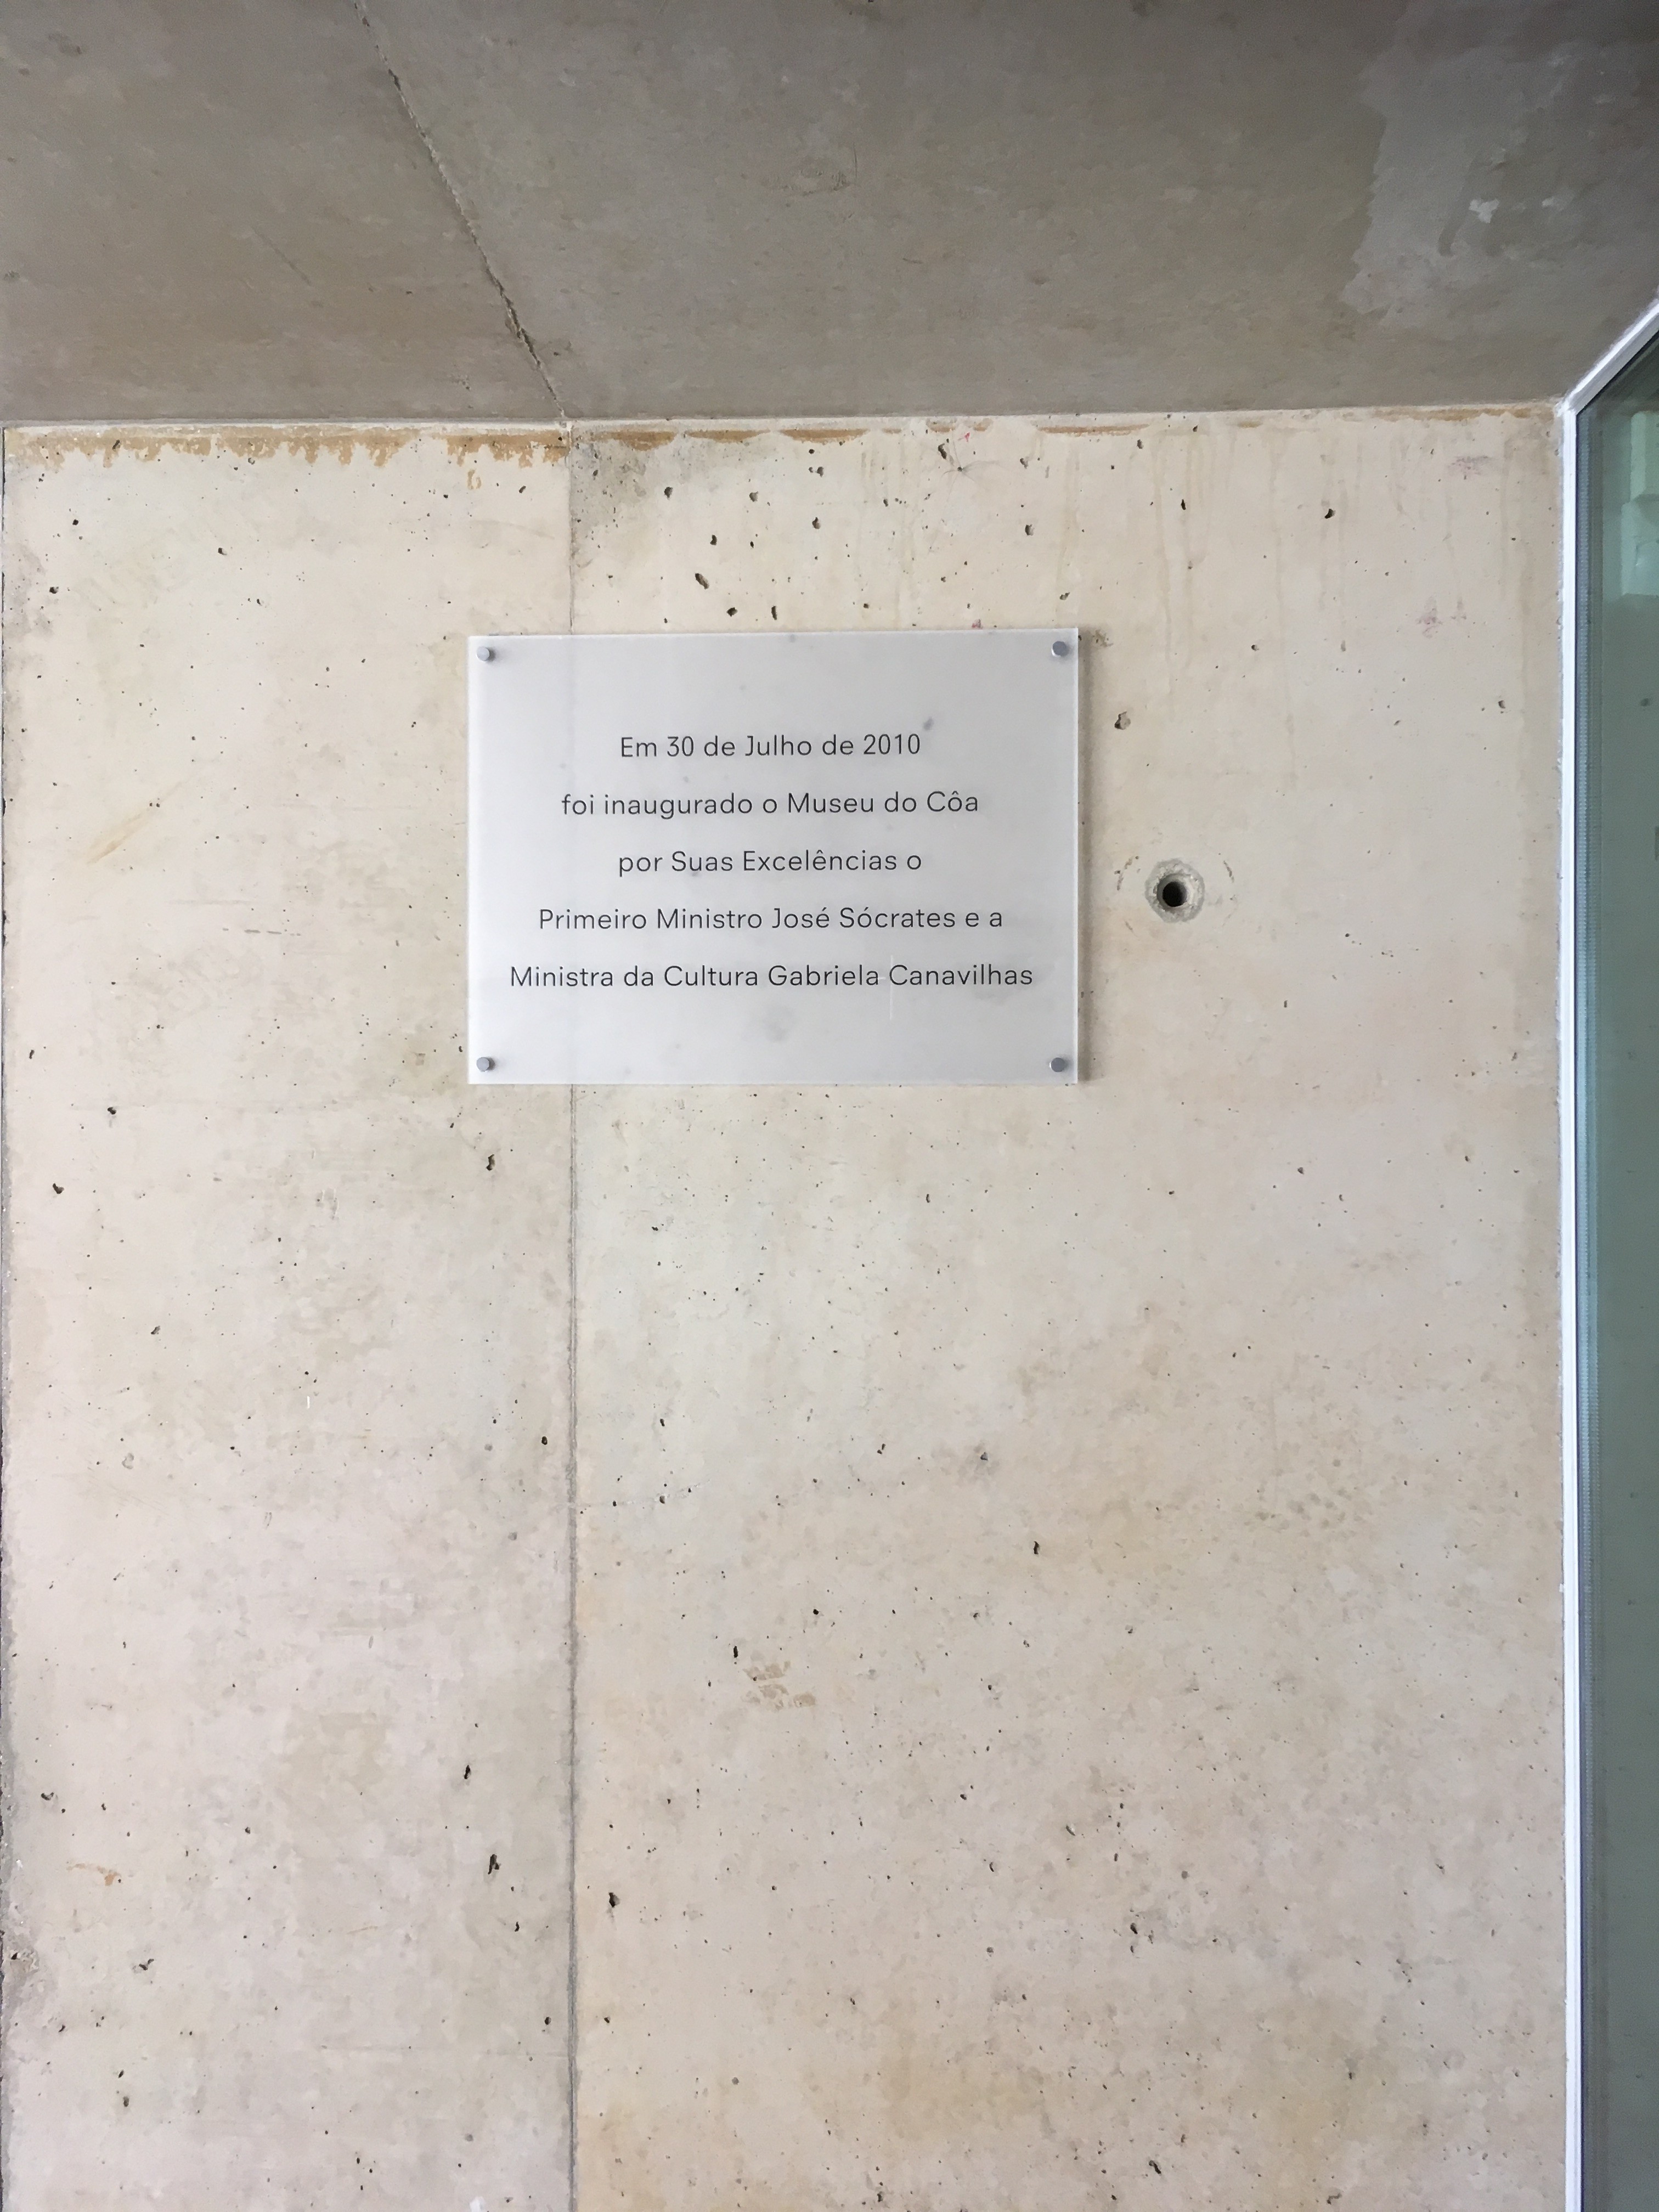 Em 30 de Julho de 2010
foi inaugurado o Museu do Côa
por Suas Excelências o
Primeiro Ministro José Sócrates e a
Ministra da Cultura Gabriela Canavilhas